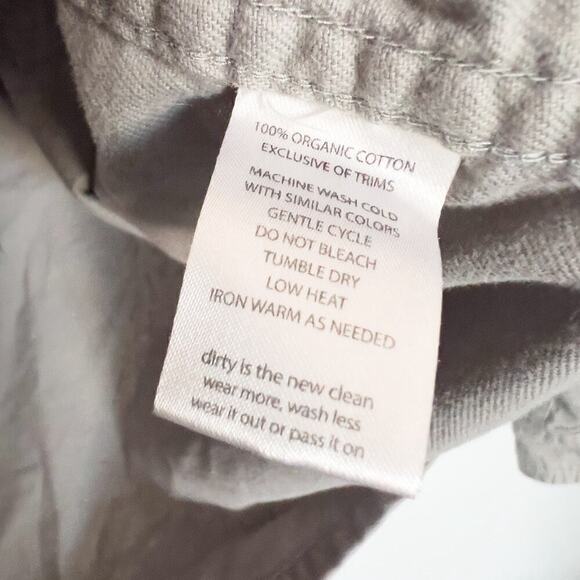 100% ORGANIC COTTON
EXCLUSIVE OF TRIMS
MACHINE WASH COLD
WITH SIMILAR COLORS
GENTLE CYCLE
DO NOT BLEACH
TUMBLE DRY
LOW HEAT
IRON WARM AS NEEDED
dirty is the new clean
wear more, wash less
wear it out or pass it on